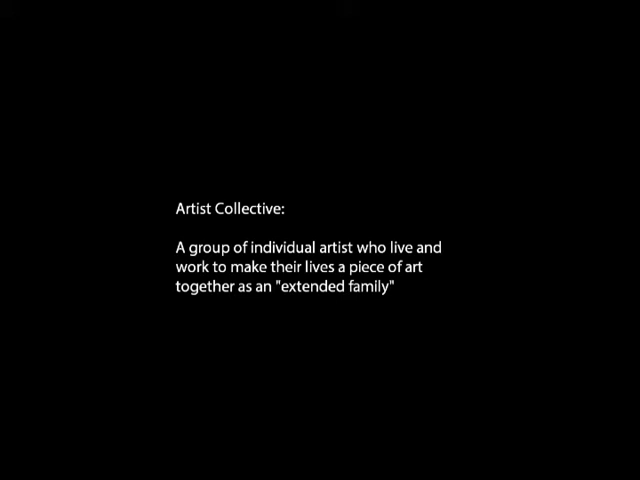 Artist Collective:
A group of individual artist who live and
work to make their lives a piece of art
together as an "extended family"